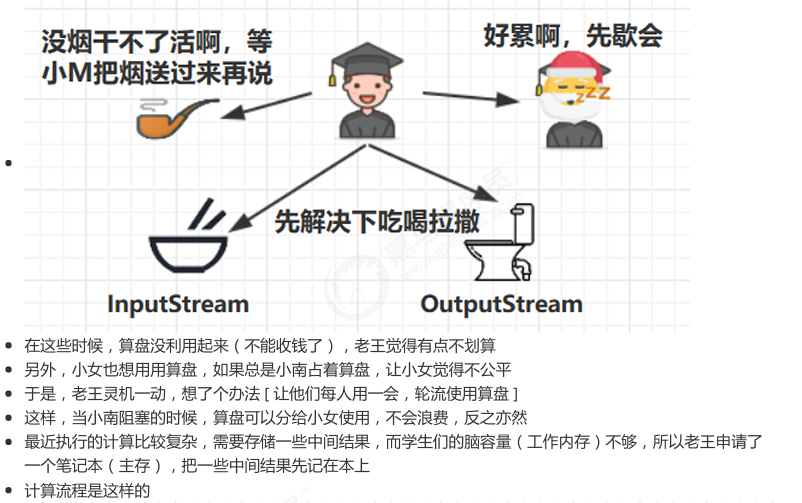 没烟干不了活啊，等
小M把烟送过来再说
好累啊，先歇会
zZZ
先解决下吃喝拉撒
InputStream
OutputStream
在这些时候，算盘没利用起来（不能收钱了），老王觉得有点不划算
另外，小女也想用用算盘，如果总是小南占着算盘，让小女觉得不公平
于是，老王灵机一动，想了个办法 [ 让他们每人用一会，轮流使用算盘 ]
这样，当小南阻塞的时候，算盘可以分给小女使用，不会浪费，反之亦然
最近执行的计算比较复杂，需要存储一些中间结果，而学生们的脑容量（工作内存）不够，所以老王申请了
一个笔记本（主存），把一些中间结果先记在本上
计算流程是这样的